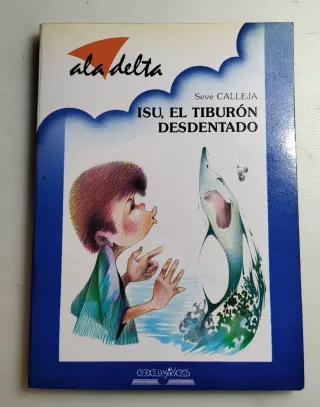 ala delta
Seve CALLEJA
ISU, EL TIBURÓN
DESDENTADO
EDELVIVES